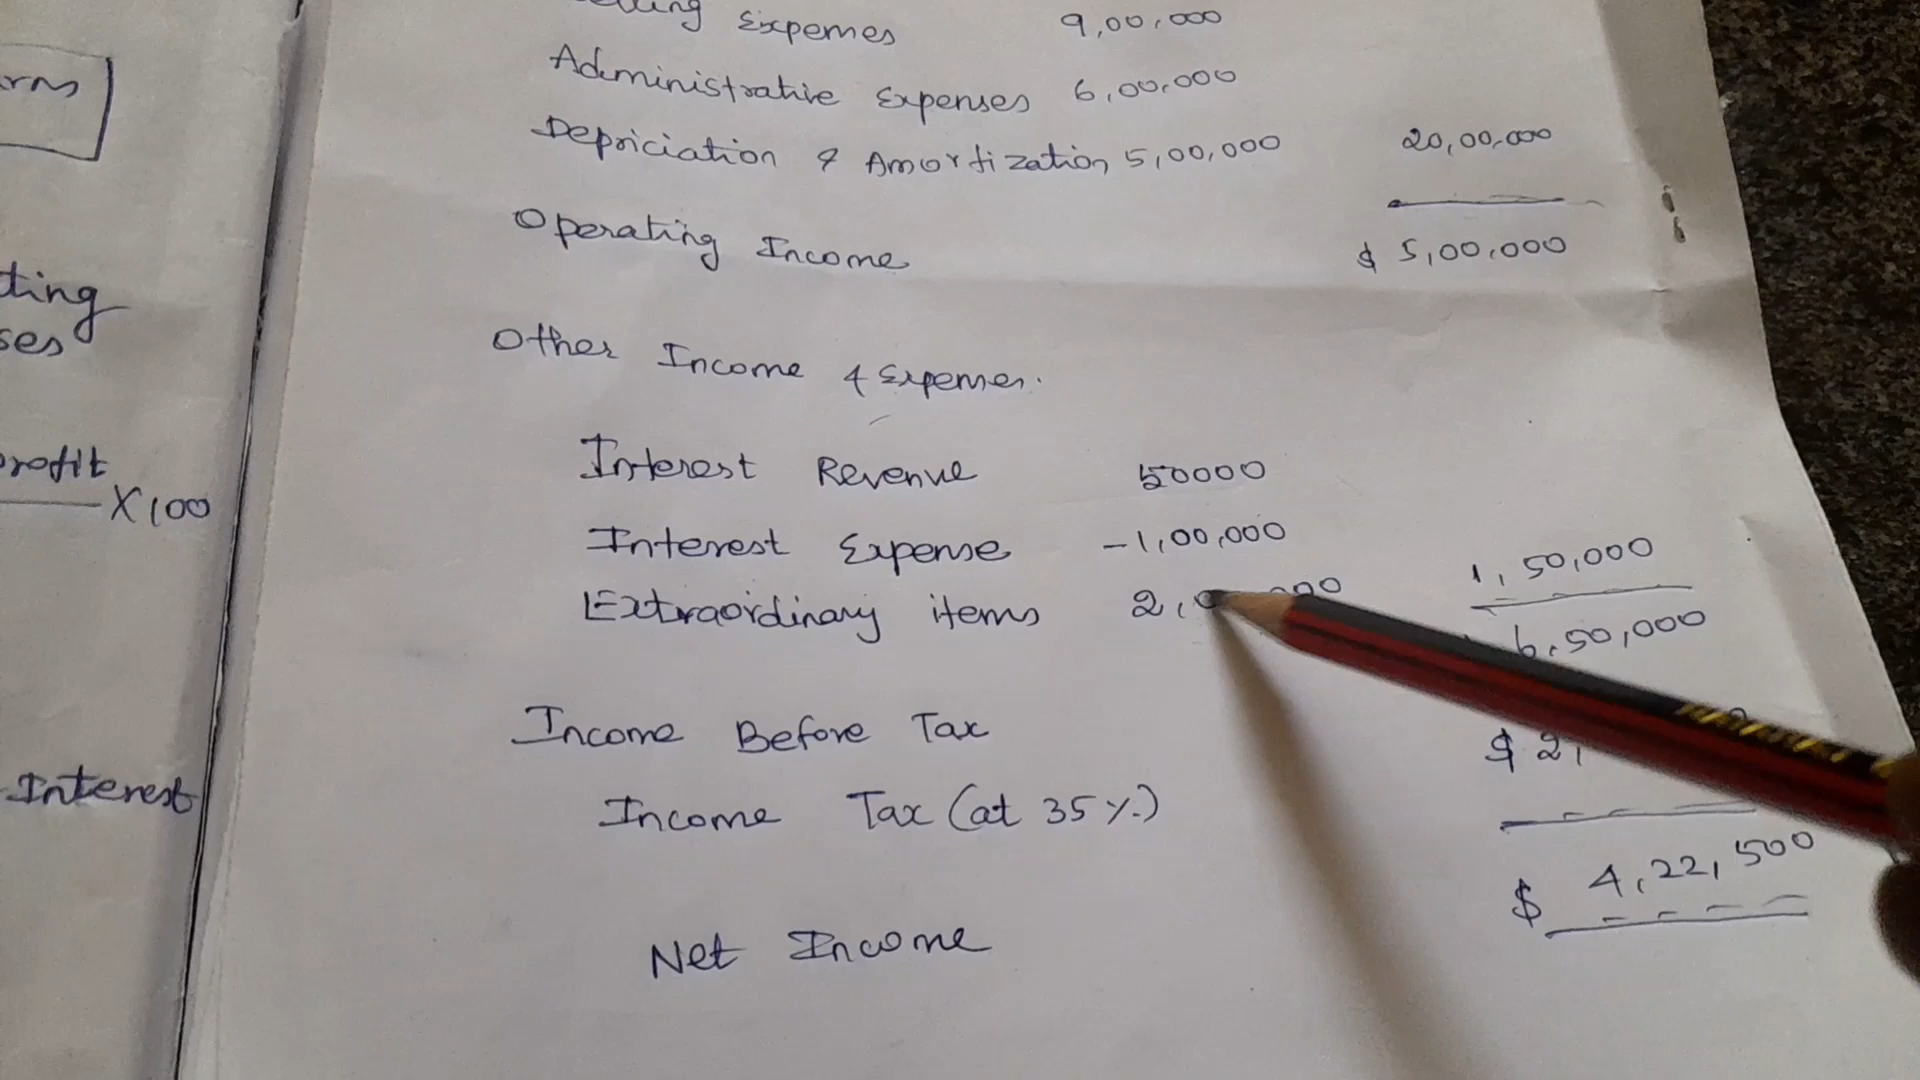 Expenses 9,00,000
Administrative Expenses 6,00,000
Depriciation & Amortization 5,00,000 20,00,000
Operating Income $ 5,00,000
Other Income & Expenses.
Interest Revenue 50000
Interest Expense -1,00,000
1,50,000
Extraordinary items
6,50,000
Income Before Tax
Income Tax (at 35%)
$ 4,22,500
Net Income
ting
ses
rofit
X 100
Interest